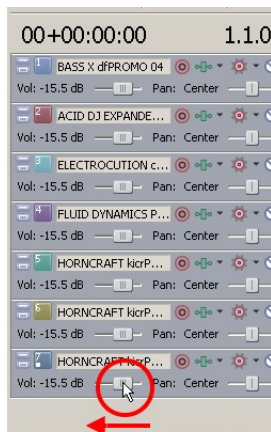 00+00:00:00 1.1.0
1 BASS X dfPROMO 04
Vol: -15.5 dB Pan: Center
2 ACID DJ EXPANDE...
Vol: -15.5 dB Pan: Center
3 ELECTROCUTION c...
Vol: -15.5 dB Pan: Center
4 FLUID DYNAMICS P...
Vol: -15.5 dB Pan: Center
5 HORNCRAFT kicrP...
Vol: -15.5 dB Pan: Center
6 HORNCRAFT kicrP...
Vol: -15.5 dB Pan: Center
7 HORNCRAFT kicrP...
Vol: -15.5 dB Pan: Center